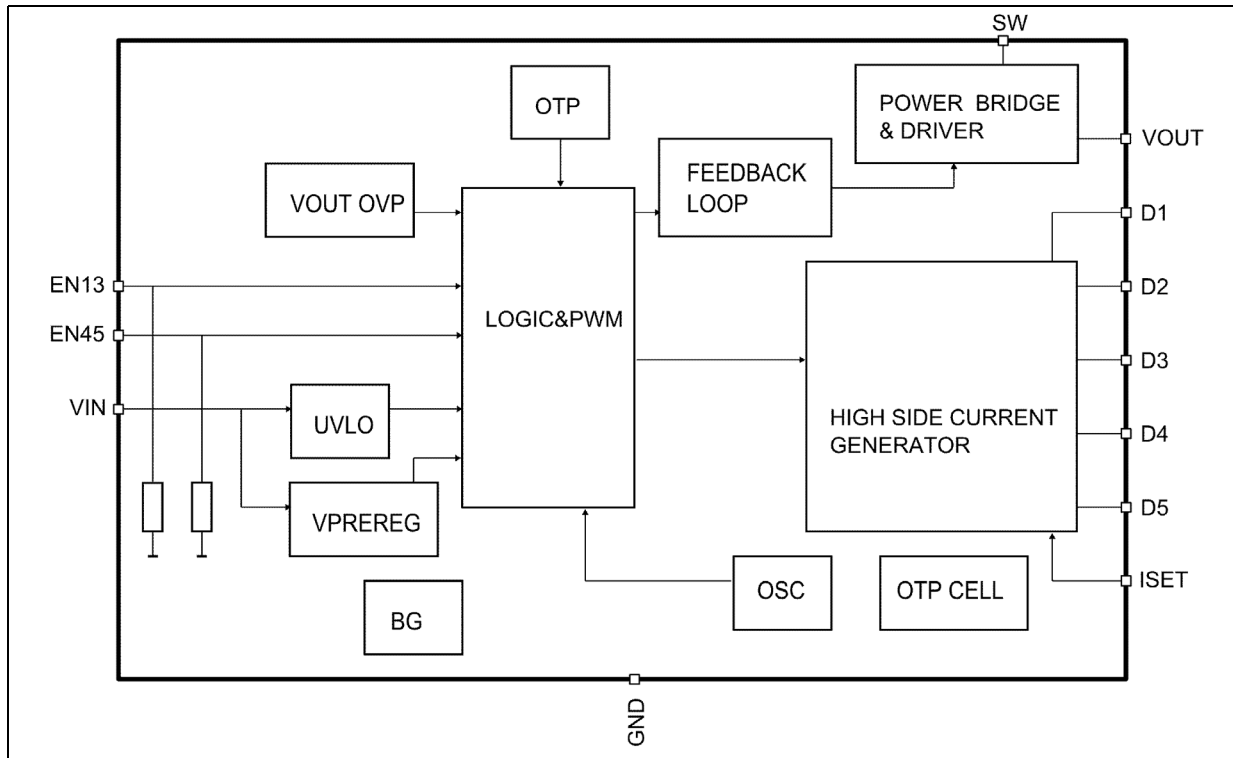 SW
OTP
POWER BRIDGE
& DRIVER
VOUT
FEEDBACK
LOOP
VOUT OVP
D1
EN13
D2
LOGIC&PWM
EN45
D3
VIN
UVLO
HIGH SIDE CURRENT
GENERATOR
D4
VPREREG
D5
OSC
OTP CELL
ISET
BG
GND